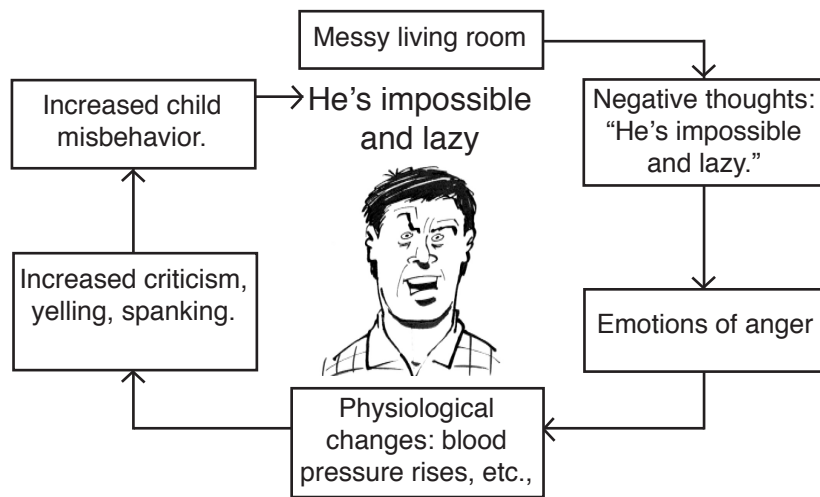 Messy living room
Increased child
misbehavior.
He's impossible
and lazy
Negative thoughts:
“He's impossible
and lazy.”
Increased criticism,
yelling, spanking.
Emotions of anger
Physiological
changes: blood
pressure rises, etc.,